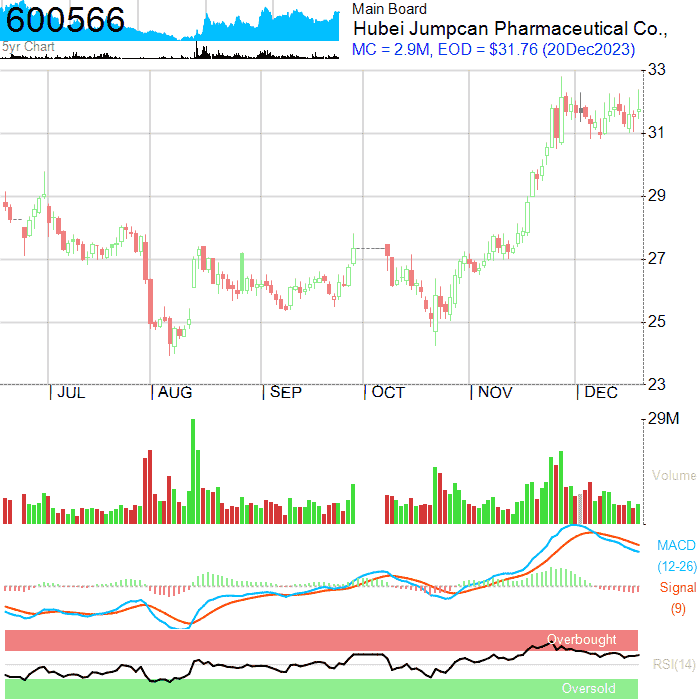 600566
5yr Chart
Main Board
Hubei Jumpcan Pharmaceutical Co.,
MC = 2.9M, EOD = $31.76 (20Dec2023)
33
31
29
27
25
23
JUL
AUG
SEP
OCT
NOV
DEC
29M
Volume
MACD
(12-26)
Signal
(9)
Overbought
RSI(14)
Oversold